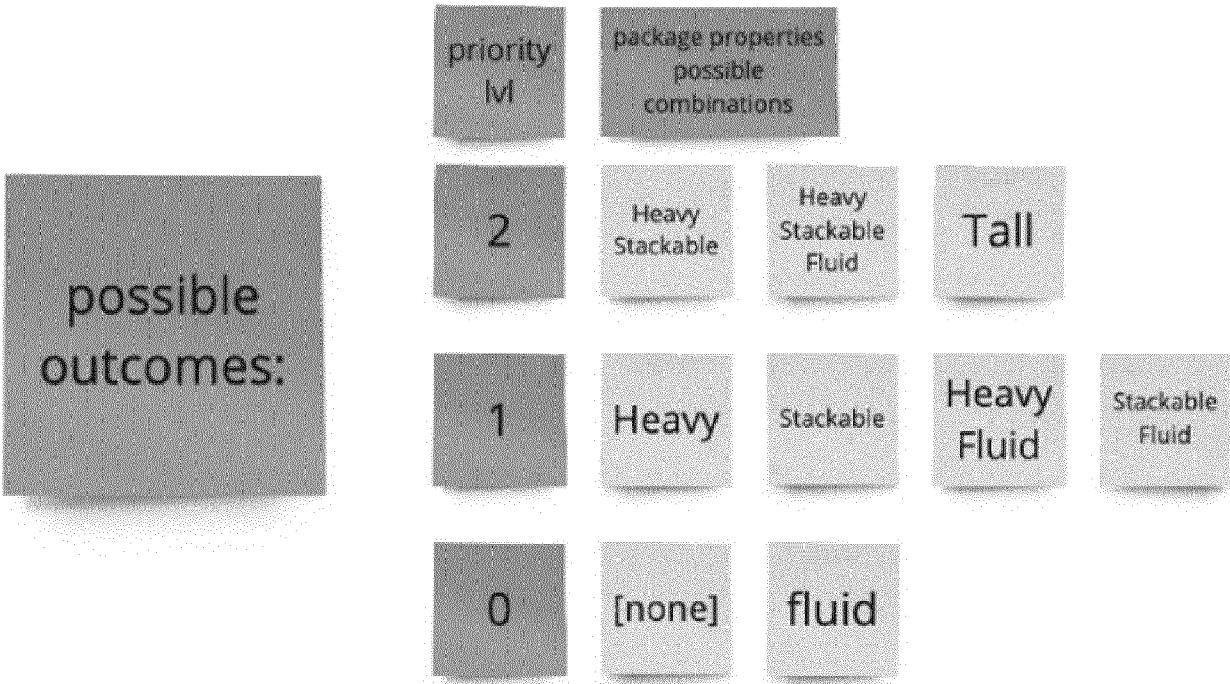 possible
outcomes:
priority
lvl
package properties
possible
combinations
2
Heavy
Stackable
Heavy
Stackable
Fluid
Tall
1
Heavy
Stackable
Heavy
Fluid
Stackable
Fluid
0
[none]
fluid